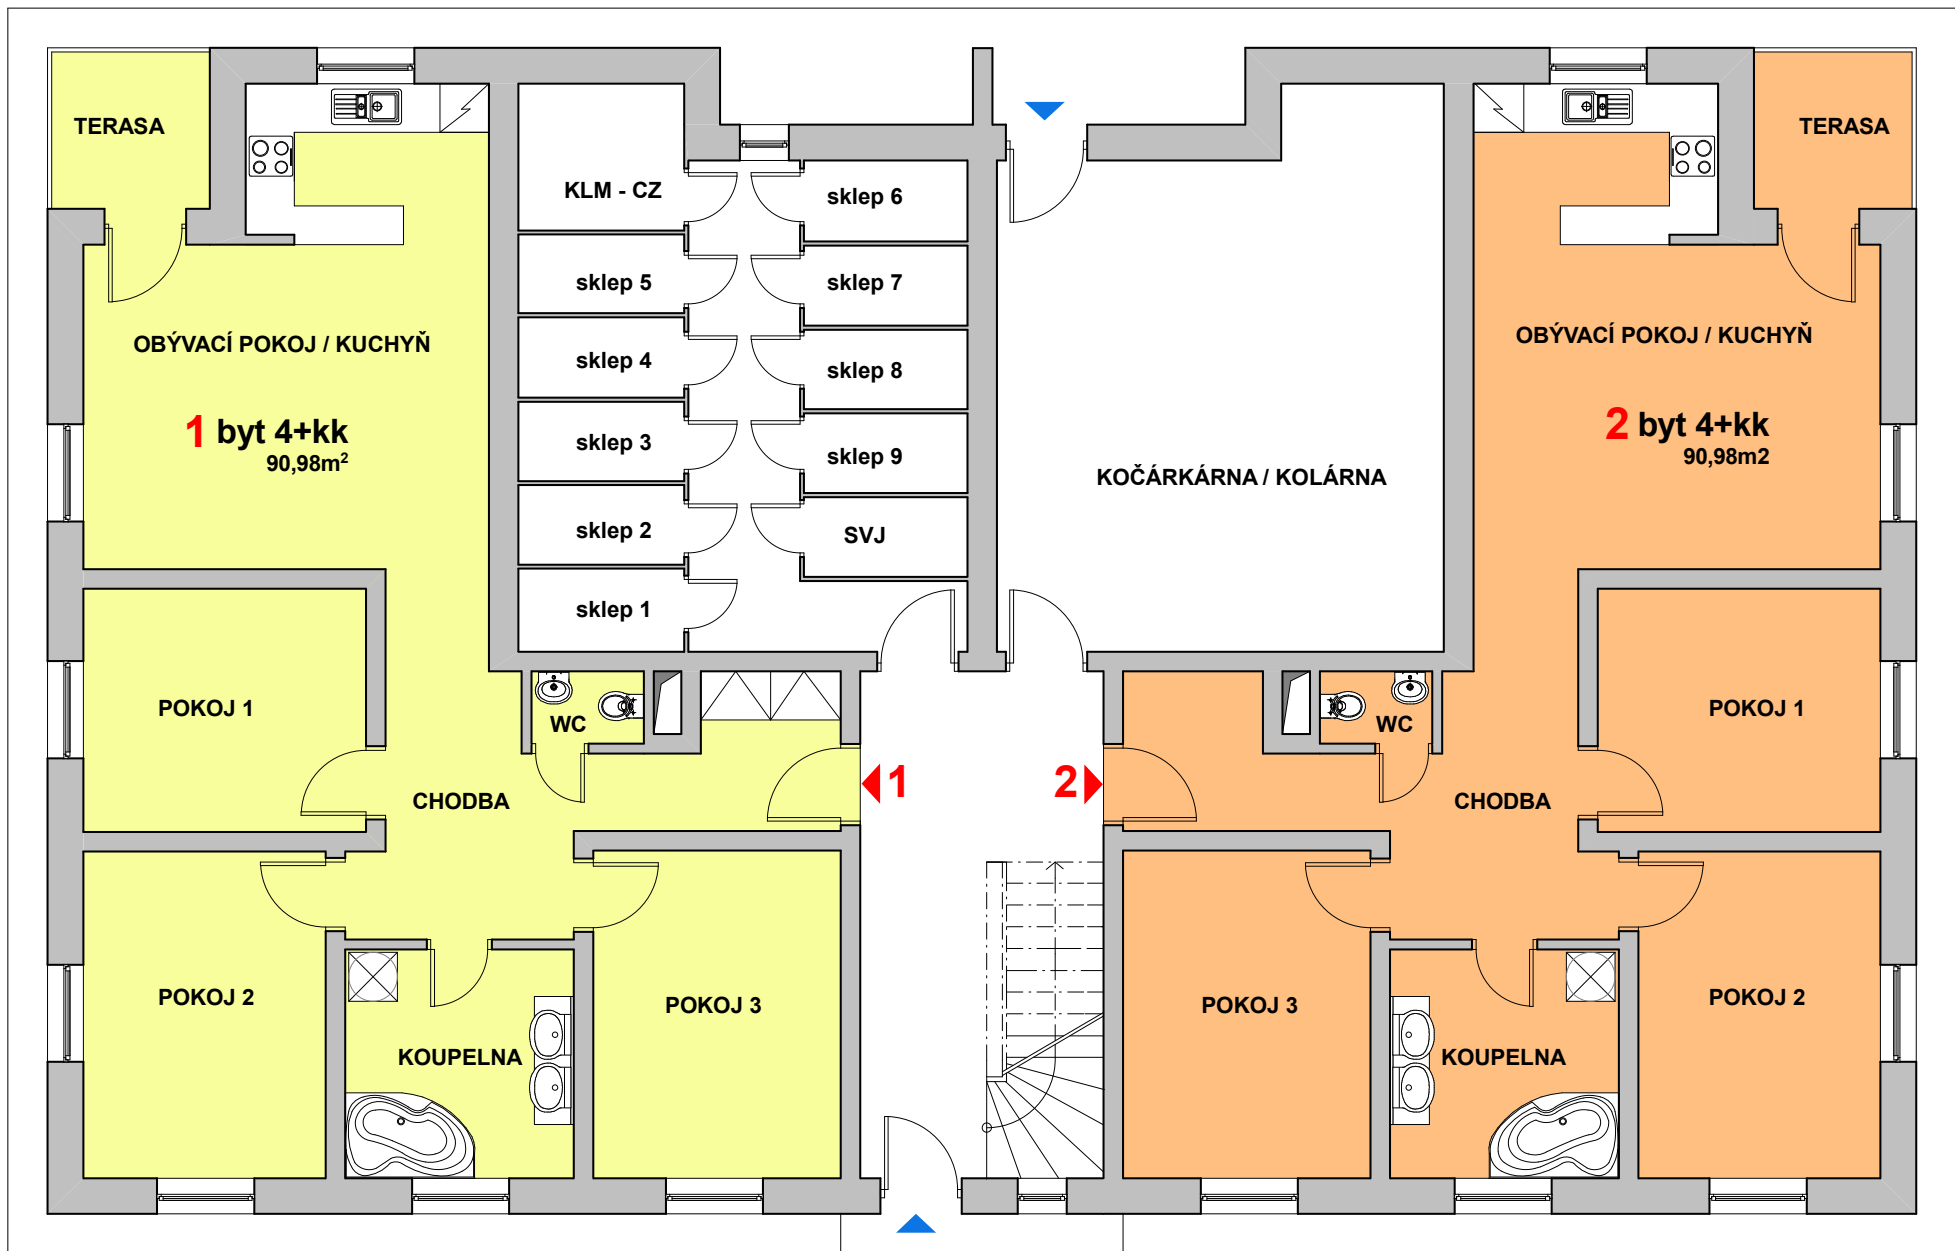 TERASA
TERASA
KLM - CZ
sklep 6
sklep 5
sklep 7
OBÝVACÍ POKOJ / KUCHYŇ
OBÝVACÍ POKOJ / KUCHYŇ
sklep 4
sklep 8
1 byt 4+kk
90,98m²
2 byt 4+kk
90,98m2
sklep 3
sklep 9
KOČÁRKÁRNA / KOLÁRNA
sklep 2
SVJ
sklep 1
POKOJ 1
WC
WC
POKOJ 1
1
2
CHODBA
CHODBA
POKOJ 2
POKOJ 3
POKOJ 3
POKOJ 2
KOUPELNA
KOUPELNA